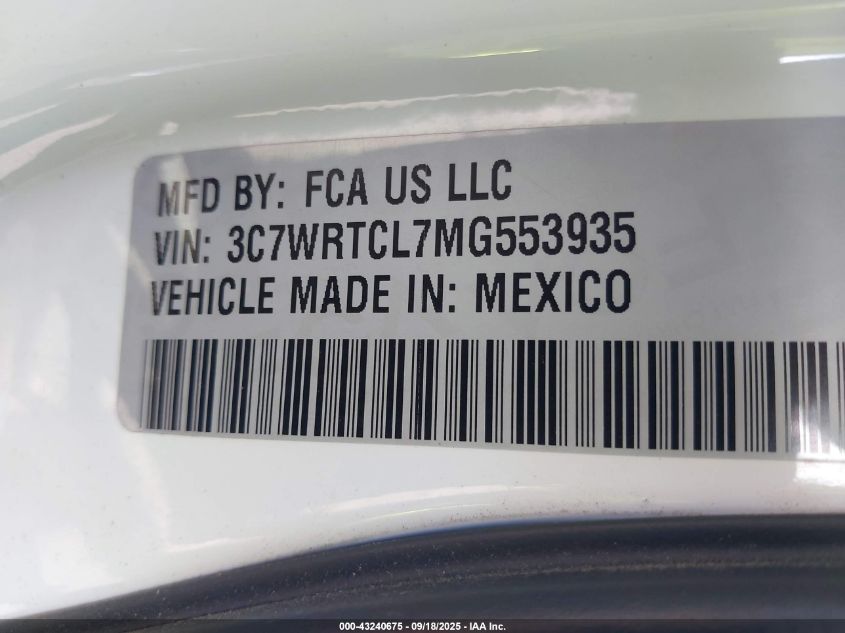 MFD BY: FCA US LLC
VIN: 3C7WRTCL7MG553935
VEHICLE MADE IN: MEXICO
000-43240675 - 09/18/2025 - IAA Inc.